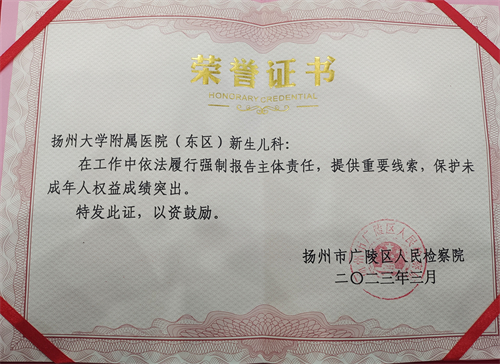 荣誉证书
HONORARY CREDENTIAL
扬州大学附属医院（东区）新生儿科：
在工作中依法履行强制报告主体责任，提供重要线索，保护未
成年人权益成绩突出。
特发此证，以资鼓励。
扬州市广陵区人民检察院
二〇二三年三月